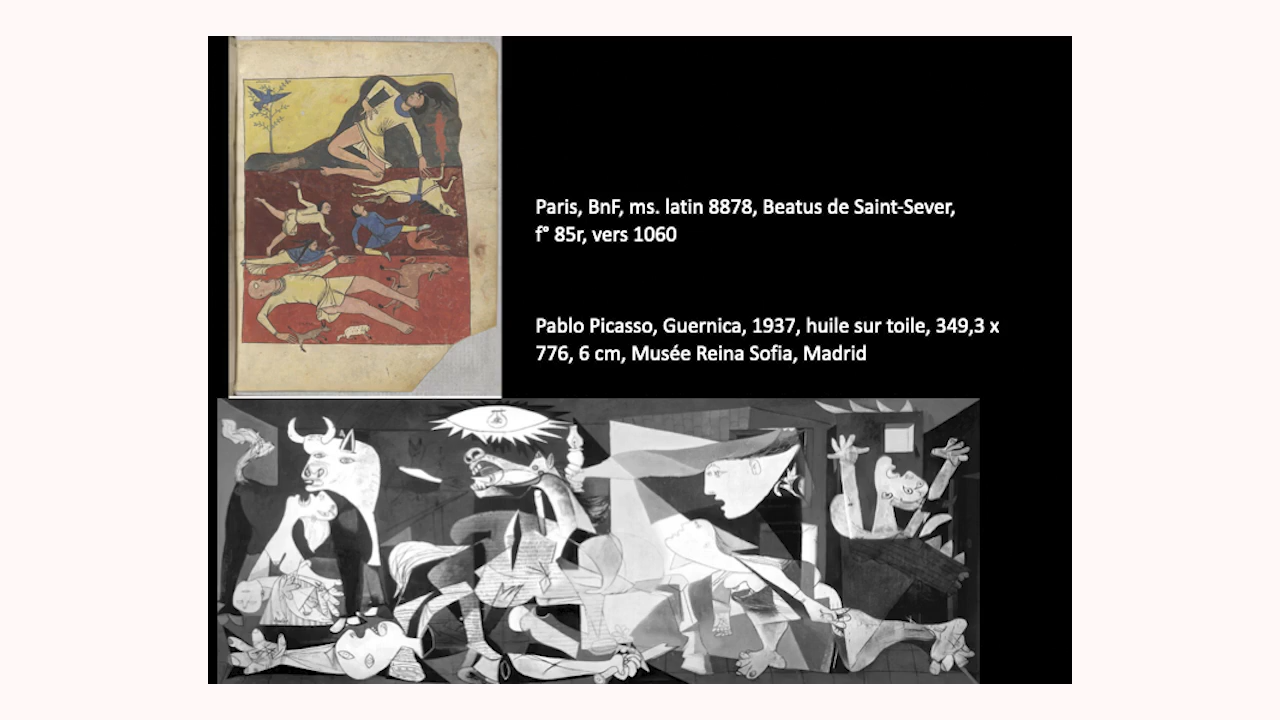 Paris, BnF, ms. latin 8878, Beatus de Saint-Sever,
f° 85r, vers 1060
Pablo Picasso, Guernica, 1937, huile sur toile, 349,3 x
776, 6 cm, Musée Reina Sofia, Madrid